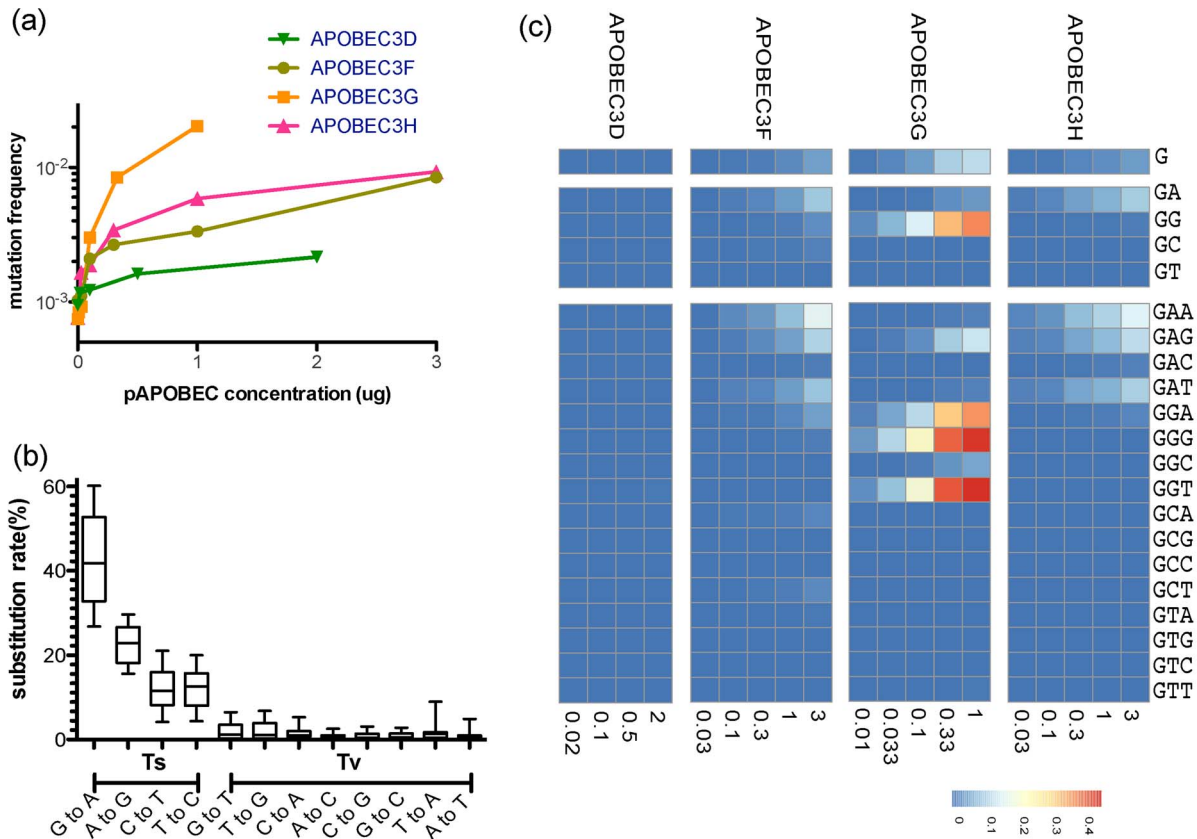 (a)
APOBEC3D
APOBEC3F
APOBEC3G
APOBEC3H
mutation frequency
10-2
10-3
0
1
2
3
pAPOBEC concentration (ug)
(b)
substitution rate(%)
60
40
20
0
Ts
Tv
G to A
A to G
C to T
T to C
G to T
T to G
C to A
A to C
C to G
G to C
T to A
A to T
(c)
APOBEC3D
APOBEC3F
APOBEC3G
APOBEC3H
G
GA
GG
GC
GT
GAA
GAG
GAC
GAT
GGA
GGG
GGC
GGT
GCA
GCG
GCC
GCT
GTA
GTG
GTC
GTT
0.02
0.1
0.5
2
0.03
0.1
0.3
1
3
0.01
0.033
0.1
0.33
1
0.03
0.1
0.3
1
3
0
0.1
0.2
0.3
0.4